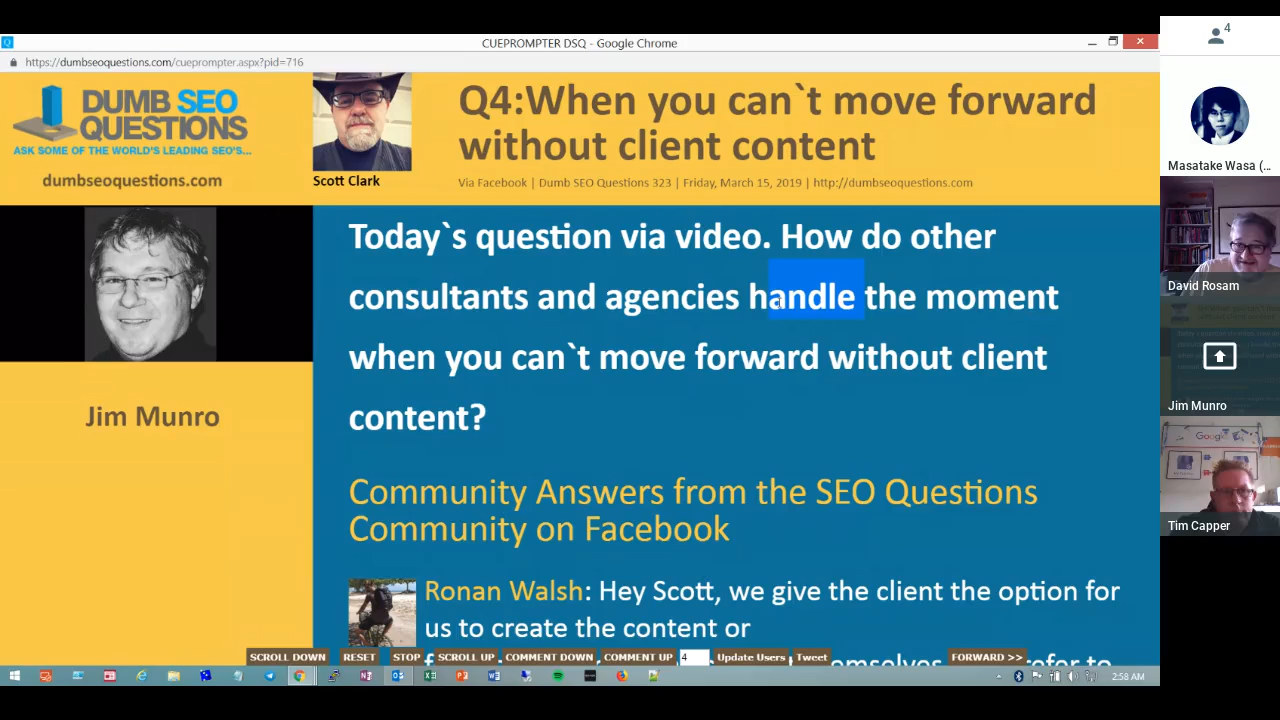 CUEPROMPTER DSQ - Google Chrome
https://dumbseoquestions.com/cueprompter.aspx?pid=716
DUMB SEO
QUESTIONS
ASK SOME OF THE WORLD'S LEADING SEO'S...
dumbseoquestions.com
Scott Clark
Q4:When you can`t move forward
without client content
Via Facebook | Dumb SEO Questions 323 | Friday, March 15, 2019 | http://dumbseoquestions.com
Jim Munro
Today`s question via video. How do other
consultants and agencies handle the moment
when you can`t move forward without client
content?
Community Answers from the SEO Questions
Community on Facebook
Ronan Walsh: Hey Scott, we give the client the option for
us to create the content or
SCROLL DOWN RESET STOP SCROLL UP COMMENT DOWN COMMENT UP 4 Update Users Tweet FORWARD >>
2:58 AM
4
Masatake Wasa (...
David Rosam
Jim Munro
Google
Tim Capper